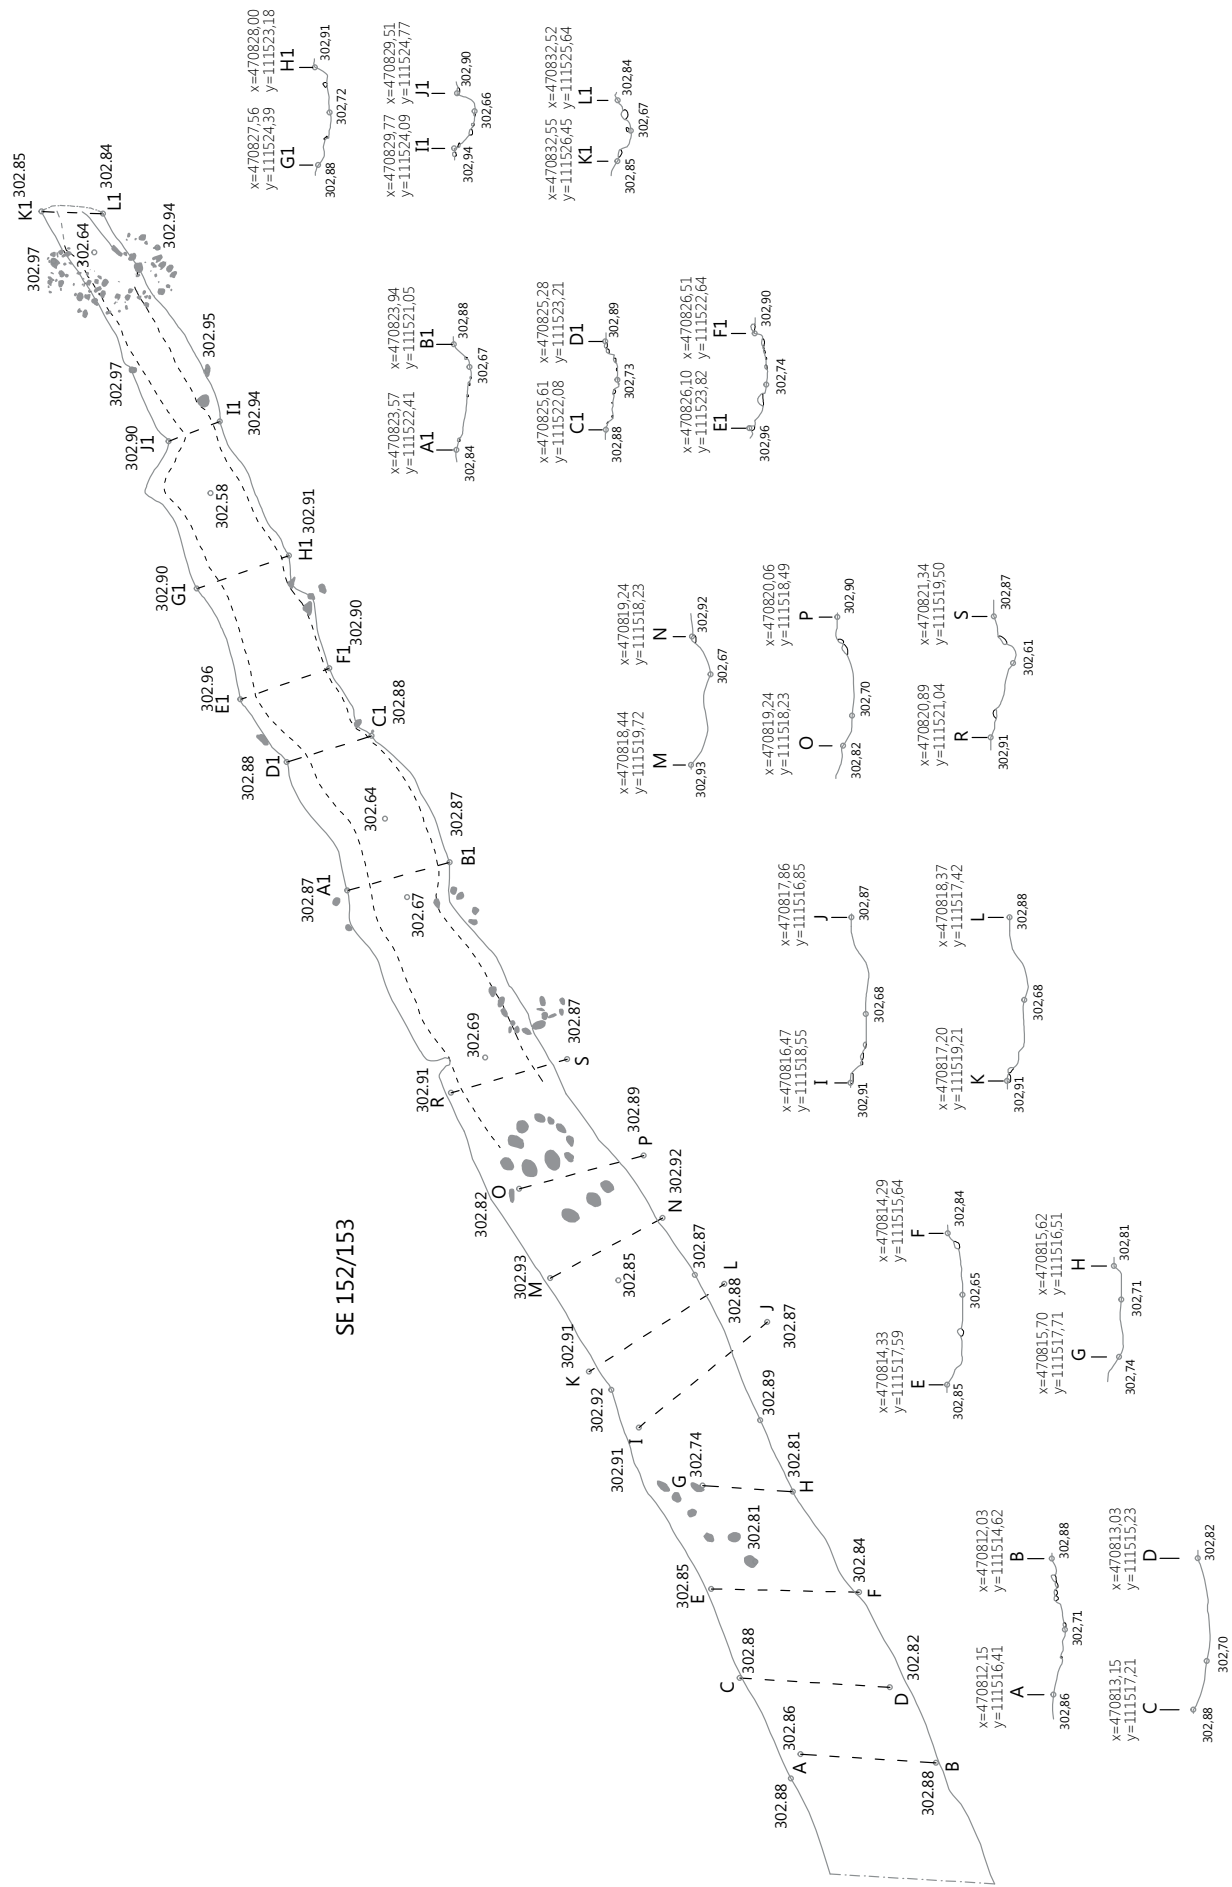 SE 152/153
K1
302.85
L1
302.84
302.97
302.64
302.94
302.97
302.95
J1
302.90
I1
302.94
302.58
G1
302.90
H1
302.91
E1
302.96
F1
302.90
D1
302.88
C1
302.88
302.64
A1
302.87
B1
302.87
302.67
302.69
R
302.91
S
302.87
O
302.82
P
302.89
M
302.93
N
302.92
302.85
302.87
K
302.91
L
302.88
302.92
I
302.91
J
302.87
302.89
G
302.74
H
302.81
302.81
E
302.85
F
302.84
C
302.88
D
302.82
A
302.86
B
302.88
302.88
x=470827,56 x=470828,00
y=111524,39 y=111523,18
G1 H1
302,88 302,72 302,91
x=470829,77 x=470829,51
y=111524,09 y=111524,77
I1 J1
302,94 302,66 302,90
x=470832,55 x=470832,52
y=111526,45 y=111525,64
K1 L1
302,85 302,67 302,84
x=470823,57 x=470823,94
y=111522,41 y=111521,05
A1 B1
302,84 302,67 302,88
x=470825,61 x=470825,28
y=111522,08 y=111523,21
C1 D1
302,88 302,73 302,89
x=470826,10 x=470826,51
y=111523,82 y=111522,64
E1 F1
302,96 302,74 302,90
x=470818,44 x=470819,24
y=111519,72 y=111518,23
M N
302,93 302,67 302,92
x=470819,24 x=470820,06
y=111518,23 y=111518,49
O P
302,82 302,70 302,90
x=470820,89 x=470821,34
y=111521,04 y=111519,50
R S
302,91 302,61 302,87
x=470816,47 x=470817,86
y=111518,55 y=111516,85
I J
302,91 302,68 302,87
x=470817,20 x=470818,37
y=111519,21 y=111517,42
K L
302,91 302,68 302,88
x=470814,33 x=470814,29
y=111517,59 y=111515,64
E F
302,85 302,65 302,84
x=470815,70 x=470815,62
y=111517,71 y=111516,51
G H
302,74 302,71 302,81
x=470812,15 x=470812,03
y=111516,41 y=111514,62
A B
302,86 302,71 302,88
x=470813,15 x=470813,03
y=111517,21 y=111515,23
C D
302,88 302,70 302,82